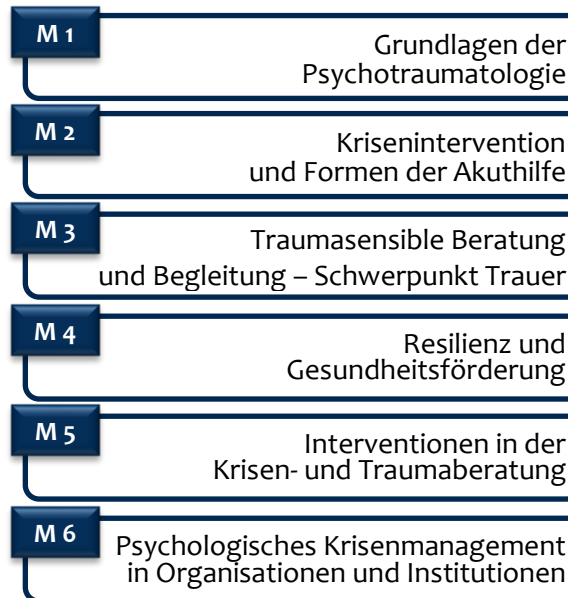 M 1
Grundlagen der
Psychotraumatologie
M 2
Krisenintervention
und Formen der Akuthilfe
M 3
Traumasensible Beratung
und Begleitung – Schwerpunkt Trauer
M 4
Resilienz und
Gesundheitsförderung
M 5
Interventionen in der
Krisen- und Traumaberatung
M 6
Psychologisches Krisenmanagement
in Organisationen und Institutionen